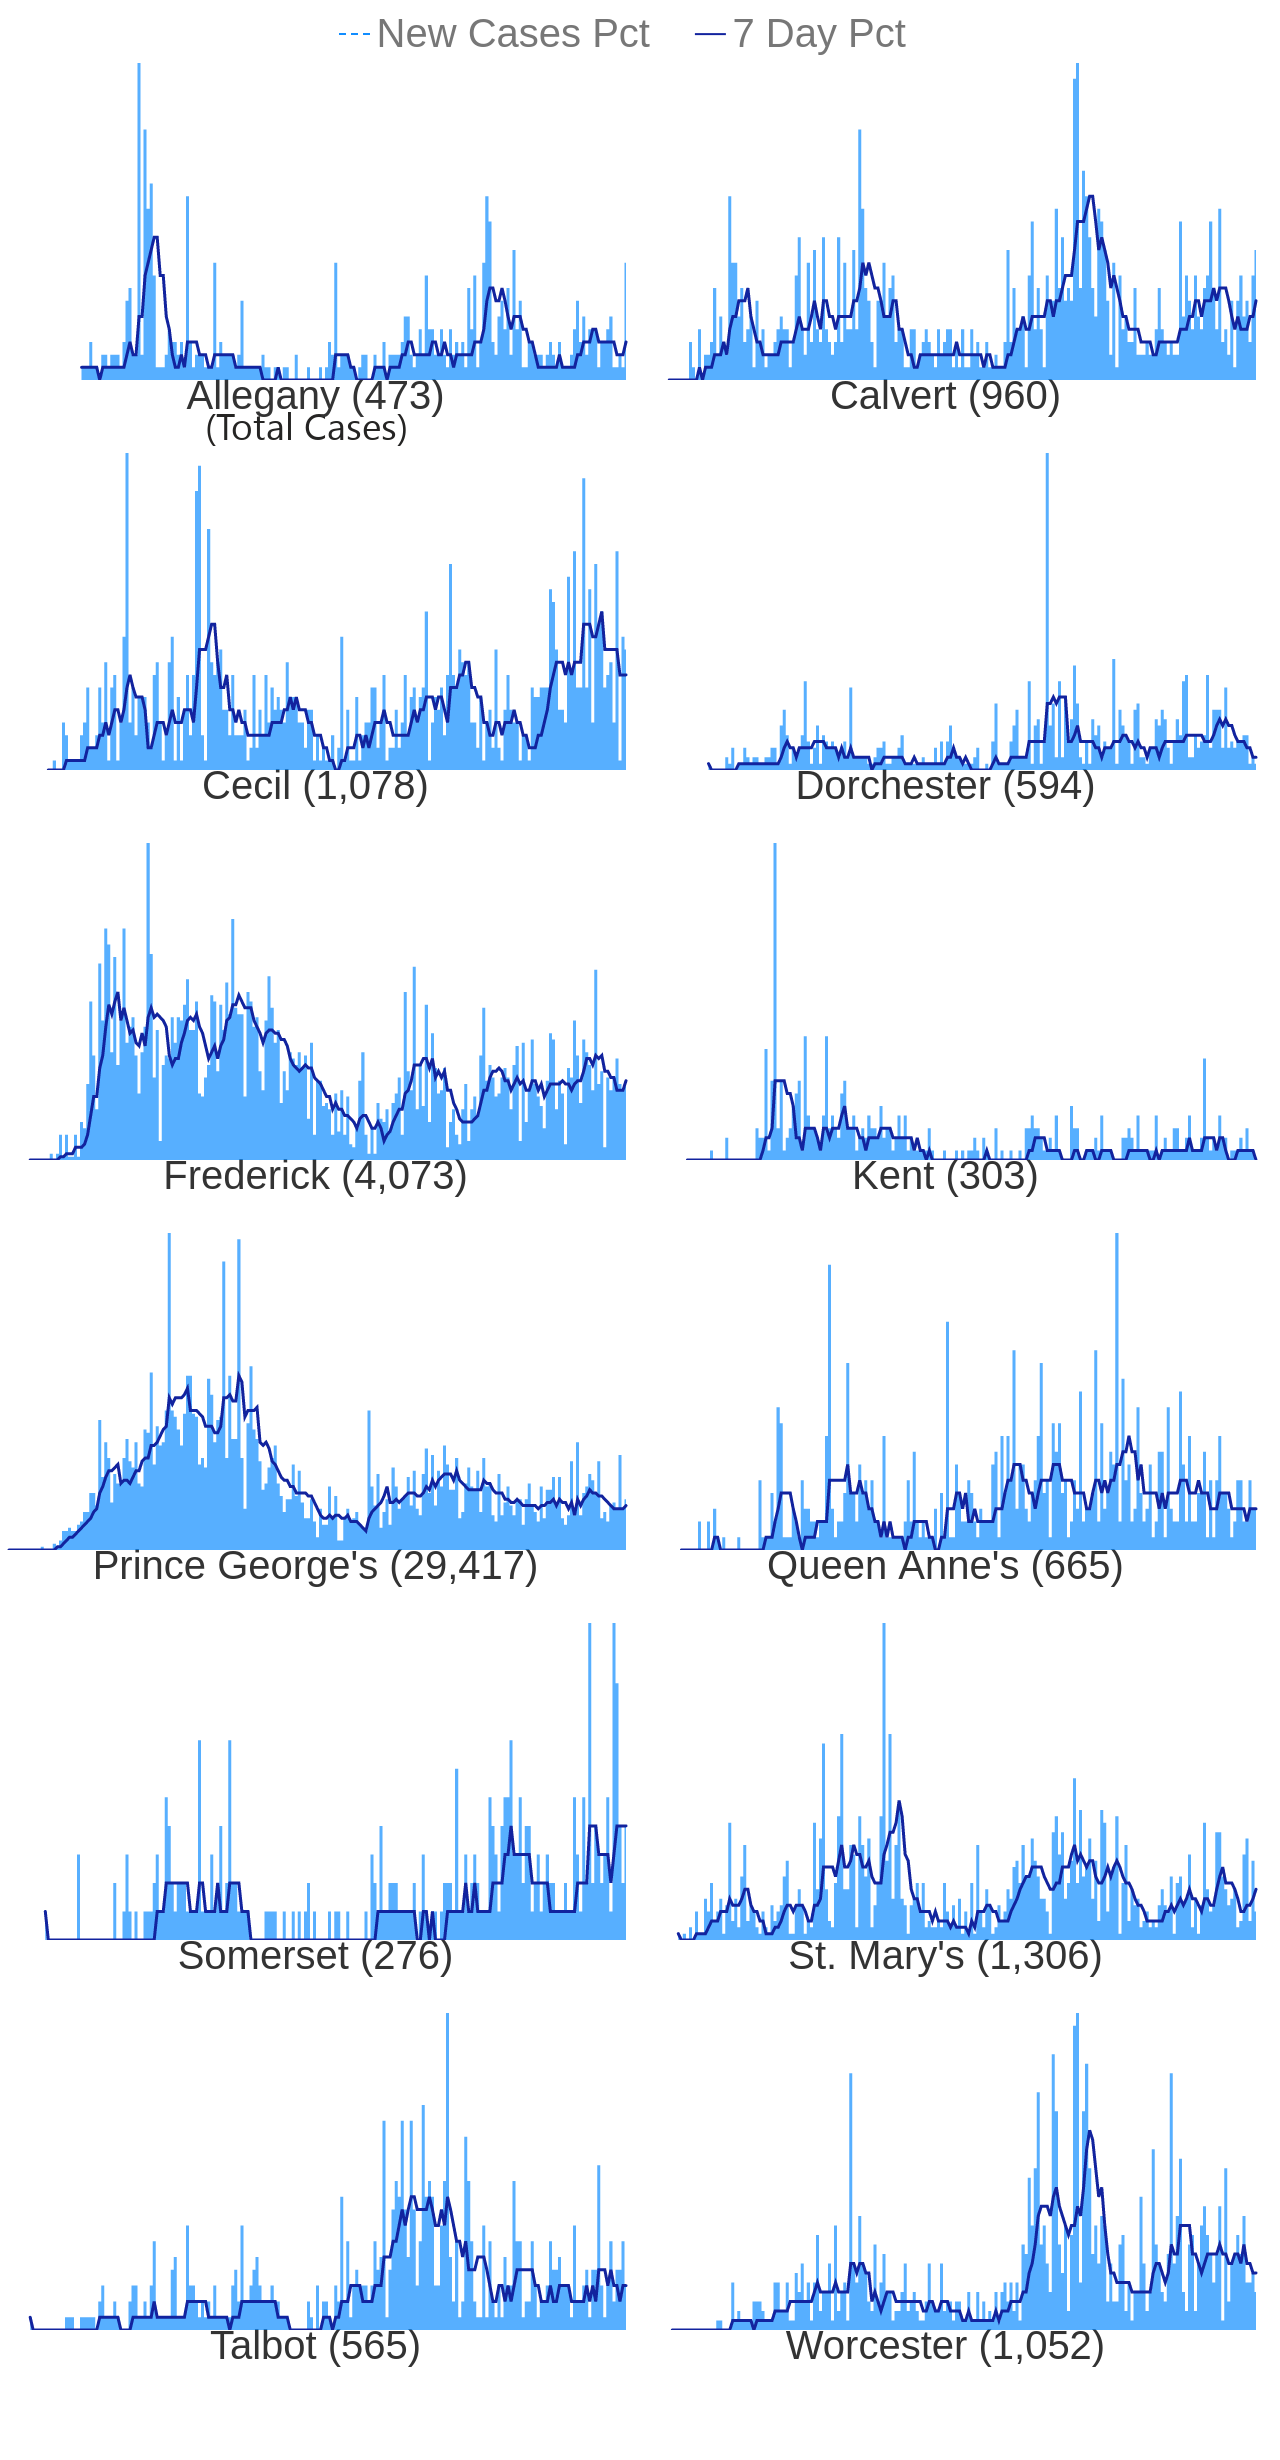 New Cases Pct 7 Day Pct
Allegany (473) Calvert (960)
(Total Cases)
Cecil (1,078) Dorchester (594)
Frederick (4,073) Kent (303)
Prince George's (29,417) Queen Anne's (665)
Somerset (276) St. Mary's (1,306)
Talbot (565) Worcester (1,052)